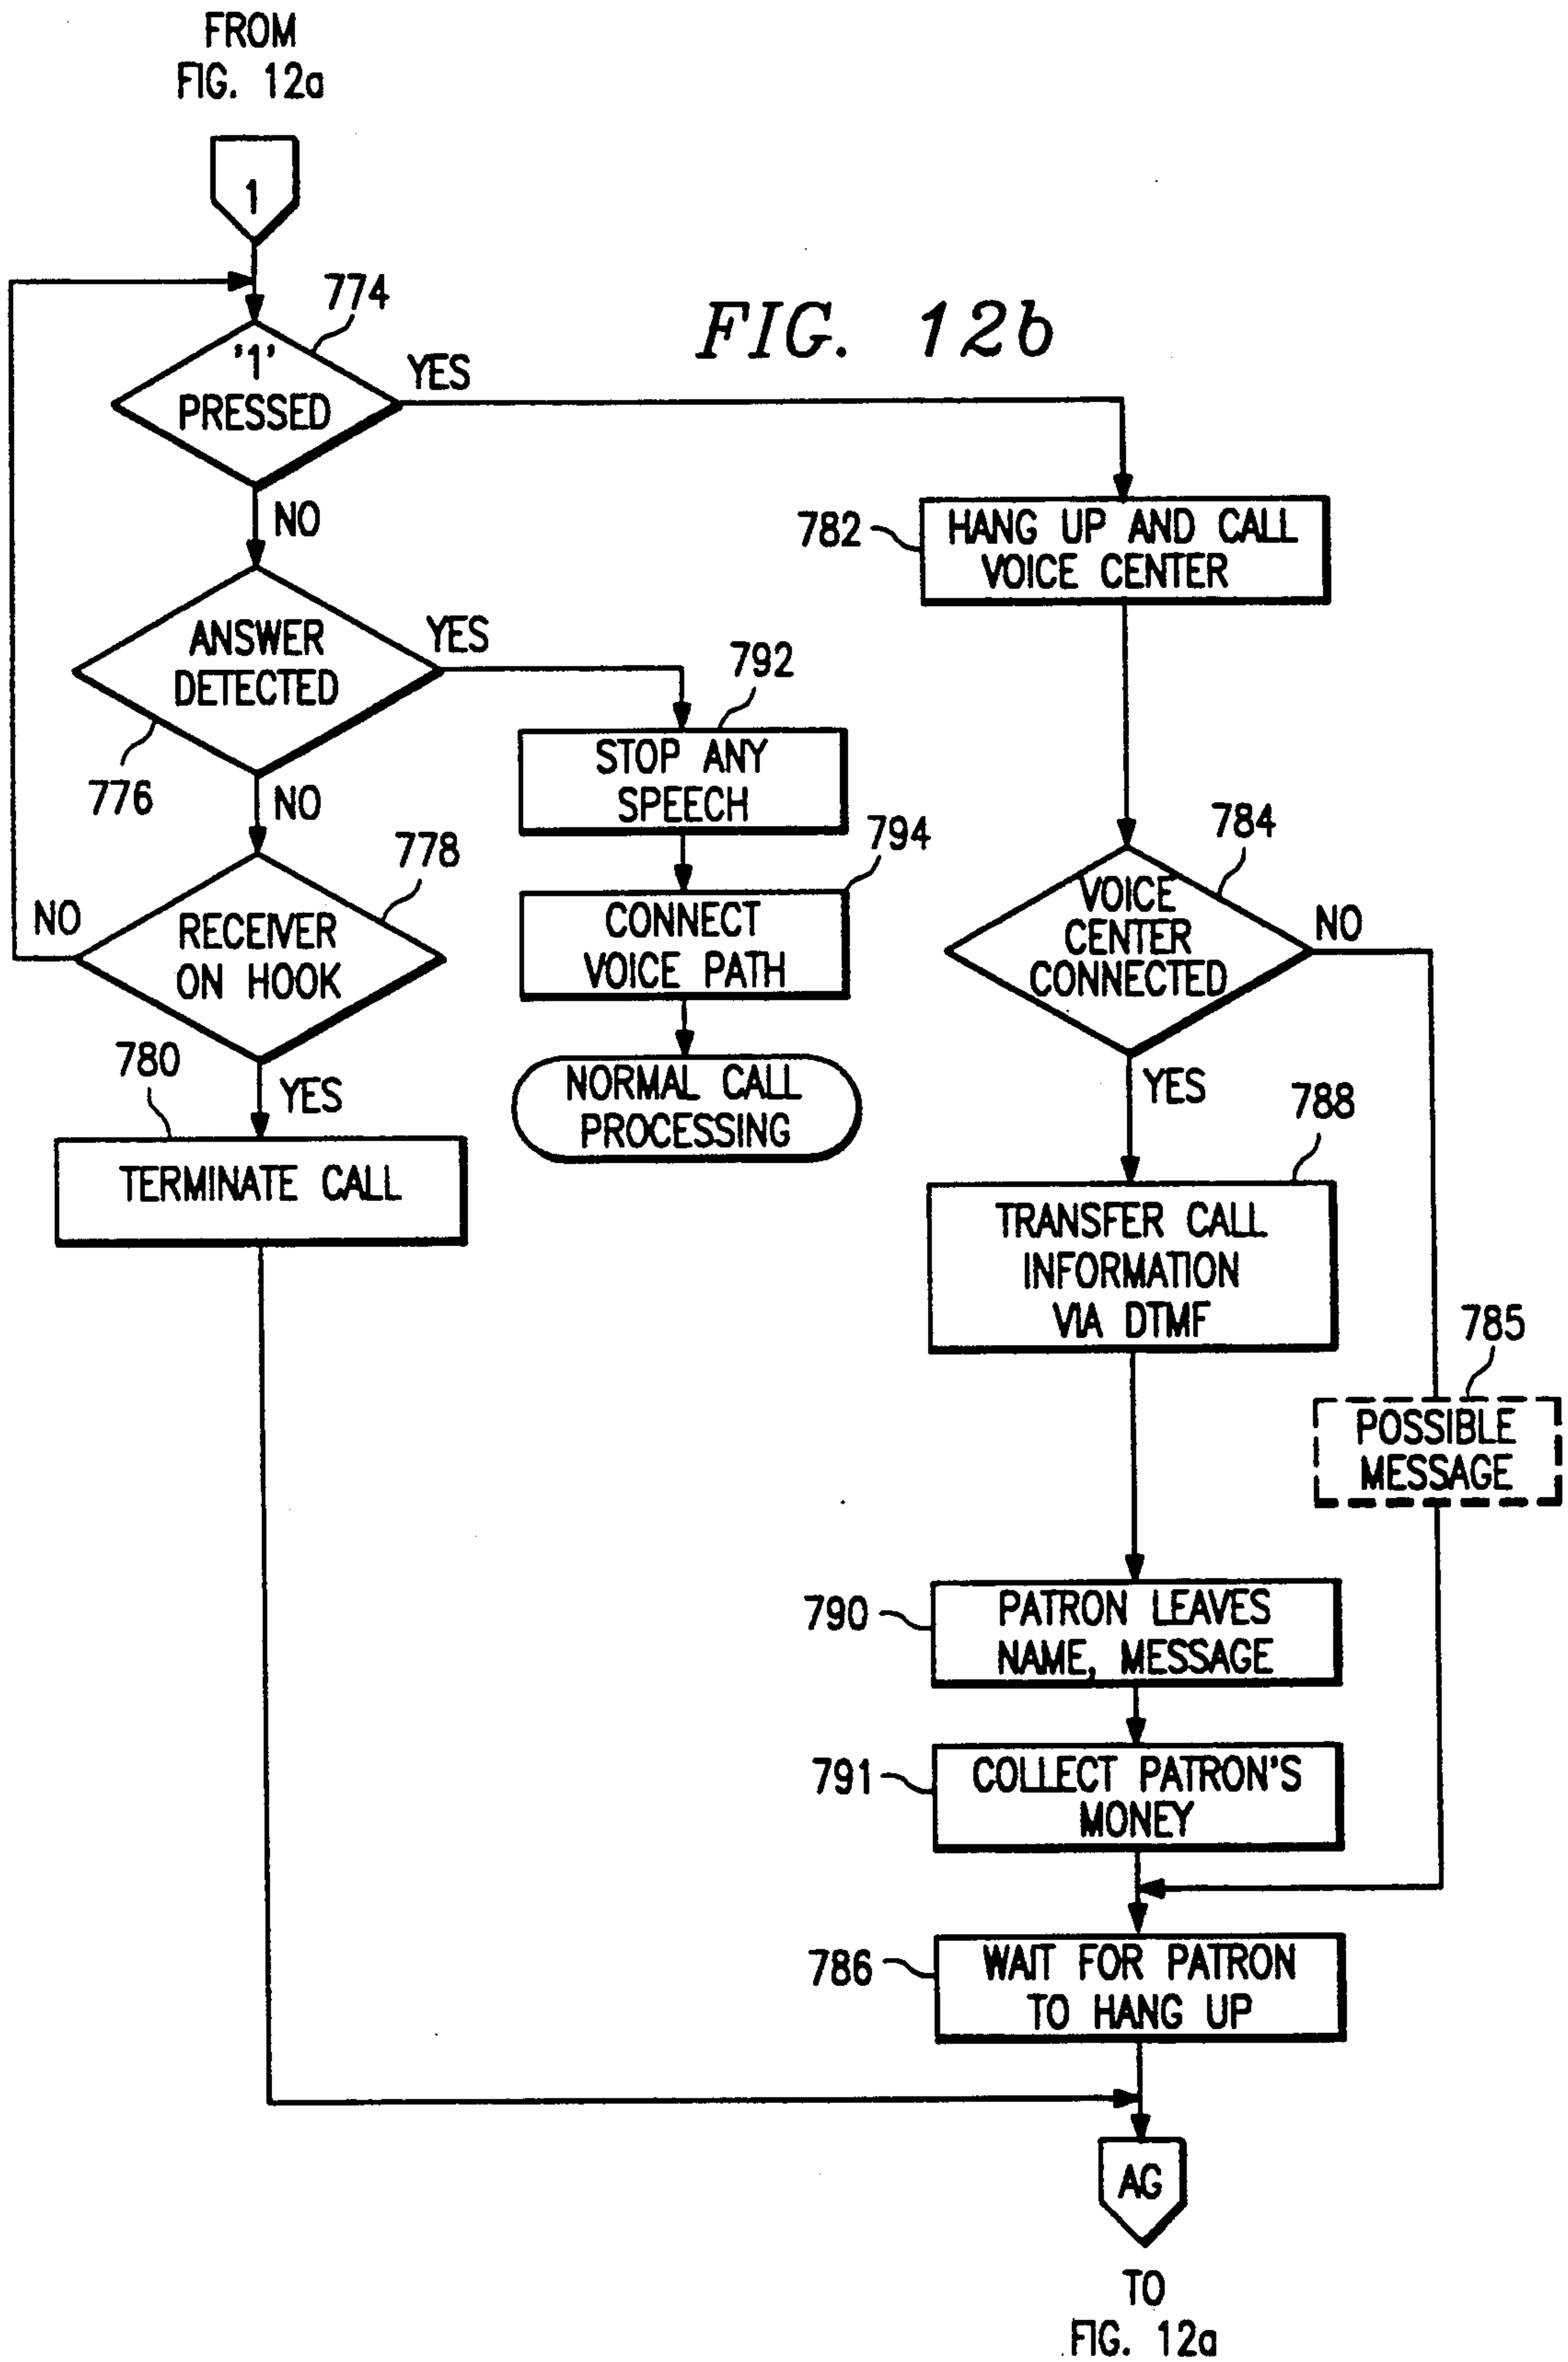 FROM
FIG. 12a
1
774
FIG. 12b
'1'
PRESSED
YES
NO
782
HANG UP AND CALL
VOICE CENTER
ANSWER
DETECTED
YES
776
NO
792
STOP ANY
SPEECH
794
CONNECT
VOICE PATH
NORMAL CALL
PROCESSING
778
RECEIVER
ON HOOK
NO
YES
780
TERMINATE CALL
784
VOICE
CENTER
CONNECTED
NO
YES
788
TRANSFER CALL
INFORMATION
VIA DTMF
785
POSSIBLE
MESSAGE
790
PATRON LEAVES
NAME, MESSAGE
791
COLLECT PATRON'S
MONEY
786
WAIT FOR PATRON
TO HANG UP
AG
TO
FIG. 12a